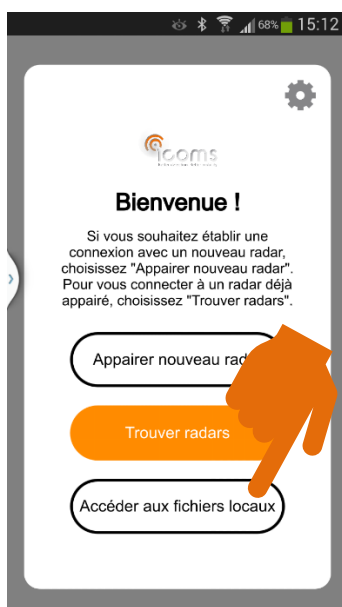 68% 15:12
icoms
Bienvenue !
Si vous souhaitez établir une
connexion avec un nouveau radar,
choisissez "Appairer nouveau radar".
Pour vous connecter à un radar déjà
appairé, choisissez "Trouver radars".
Appairer nouveau rad
Trouver radars
Accéder aux fichiers locaux